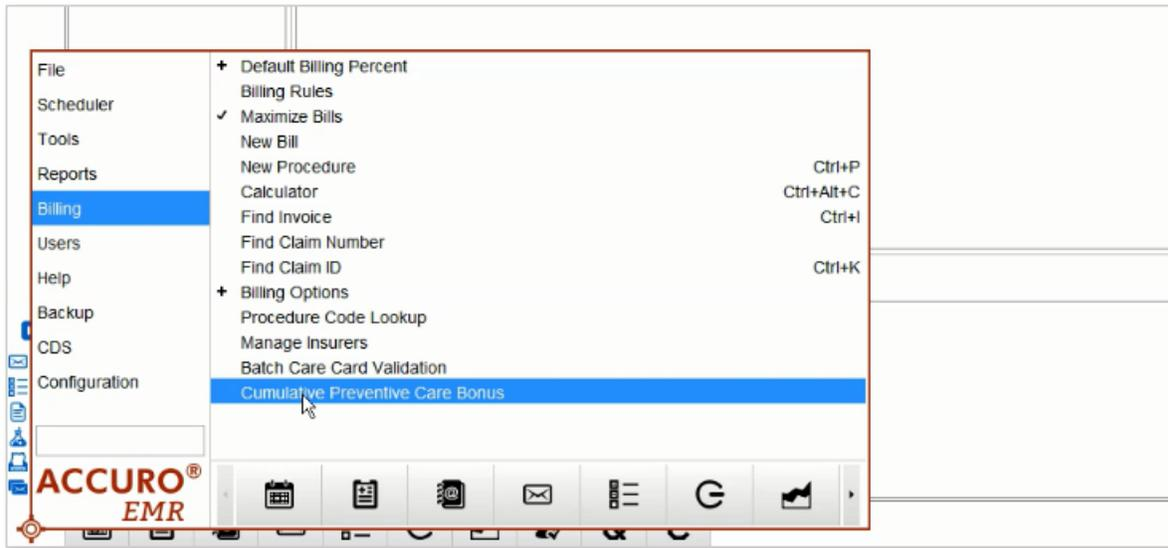 File
Scheduler
Tools
Reports
Billing
Users
Help
Backup
CDS
Configuration
ACCURO®
EMR
+ Default Billing Percent
Billing Rules
✓ Maximize Bills
New Bill
New Procedure Ctrl+P
Calculator Ctrl+Alt+C
Find Invoice Ctrl+I
Find Claim Number
Find Claim ID Ctrl+K
+ Billing Options
Procedure Code Lookup
Manage Insurers
Batch Care Card Validation
Cumulative Preventive Care Bonus